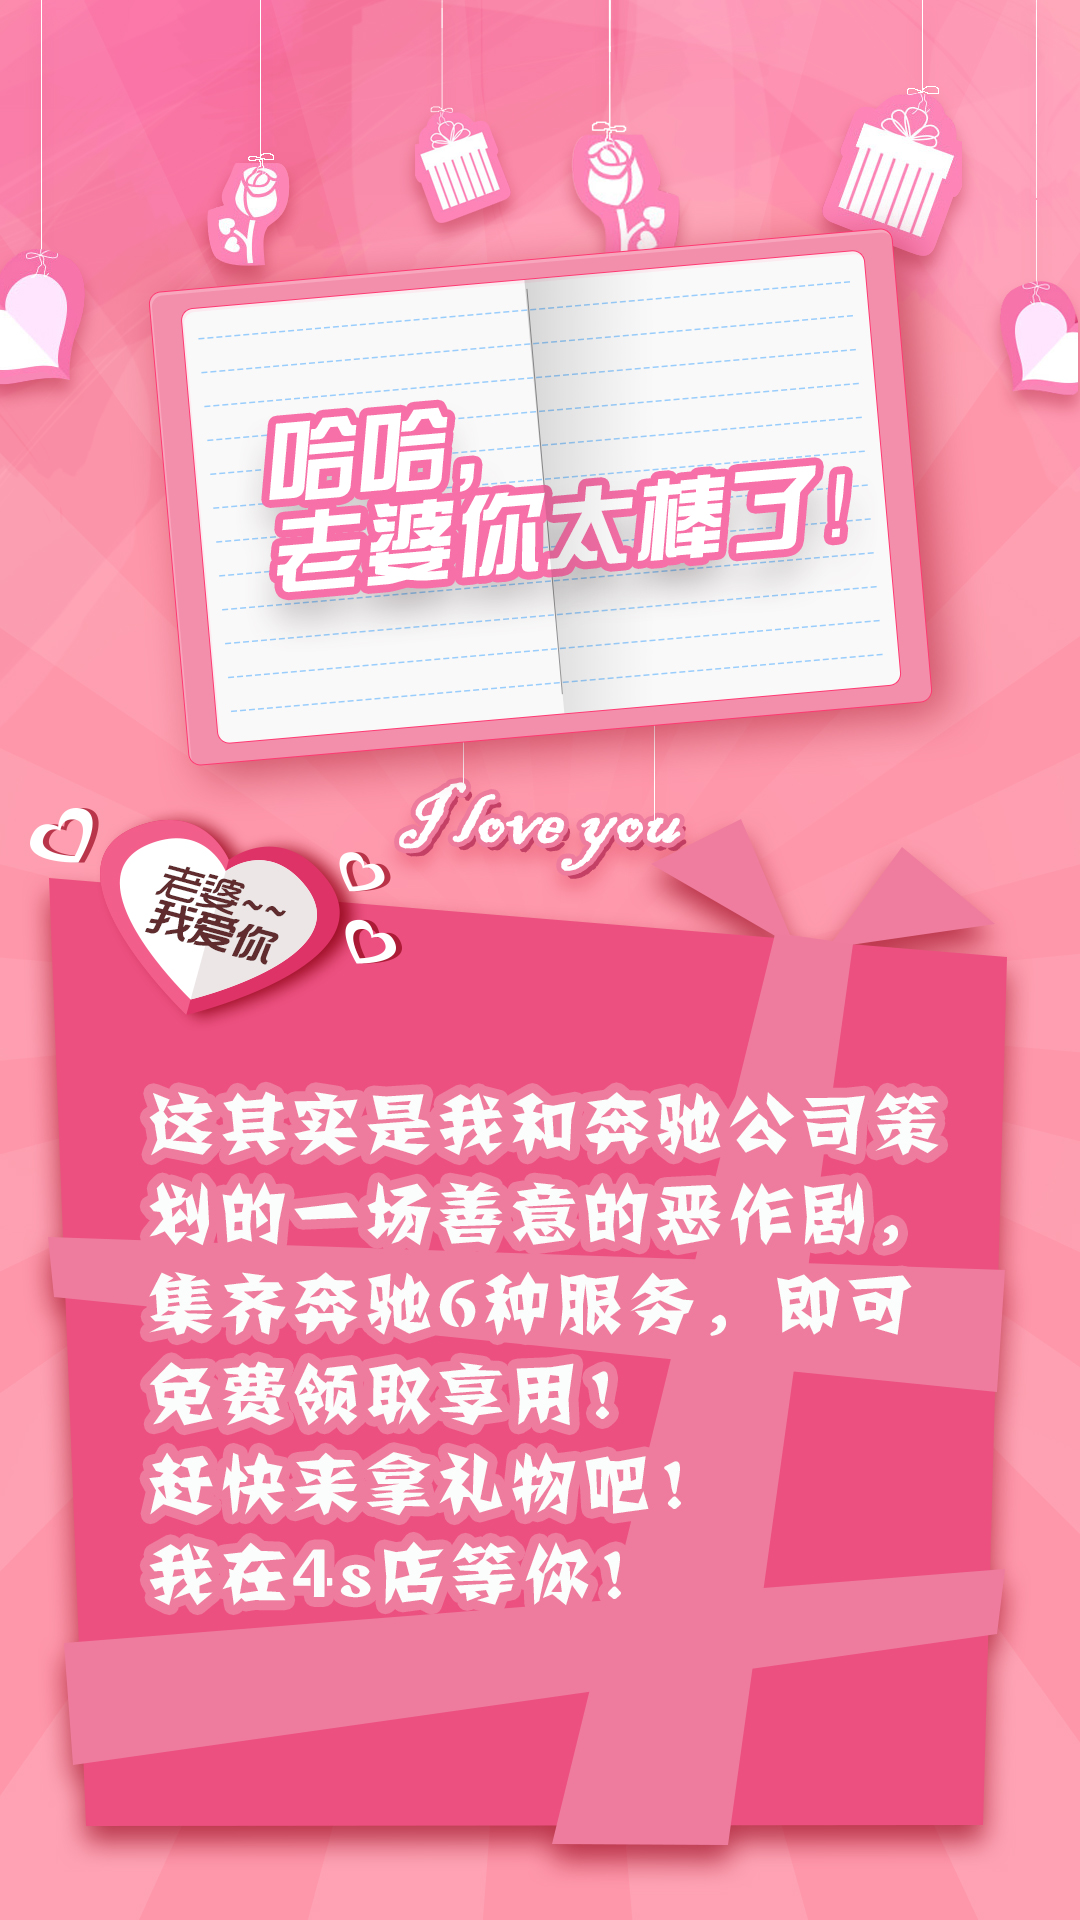 哈哈，
老婆你太棒了！
I love you
老婆~~
我爱你
这其实是我和奔驰公司策
划的一场善意的恶作剧，
集齐奔驰6种服务，即可
免费领取享用！
赶快来拿礼物吧！
我在4s店等你！